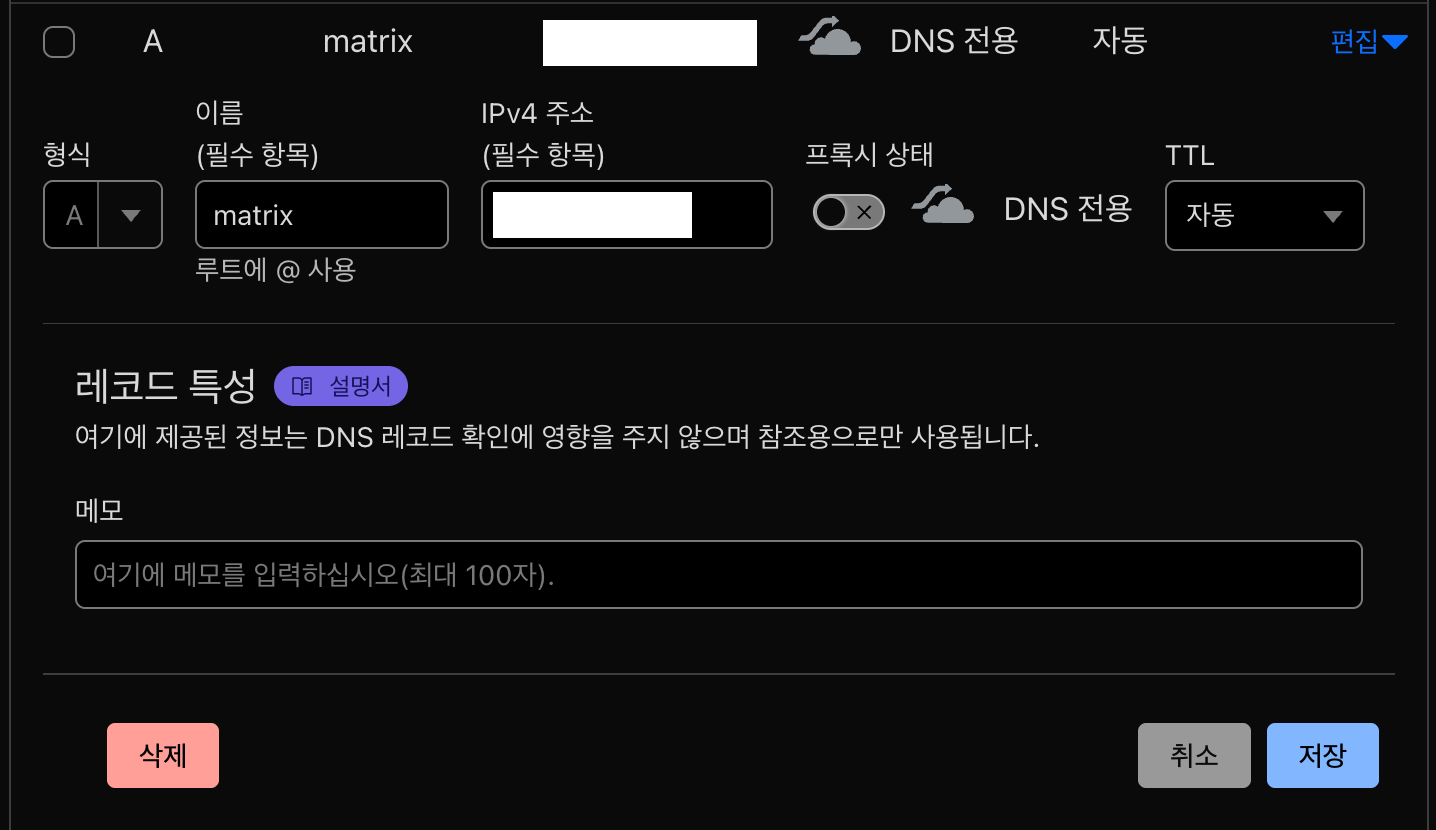 A matrix DNS 전용 자동 편집
형식
이름
(필수 항목)
IPv4 주소
(필수 항목)
프록시 상태
TTL
A
matrix
DNS 전용
자동
루트에 @ 사용
레코드 특성
설명서
여기에 제공된 정보는 DNS 레코드 확인에 영향을 주지 않으며 참조용으로만 사용됩니다.
메모
여기에 메모를 입력하십시오(최대 100자).
삭제
취소
저장